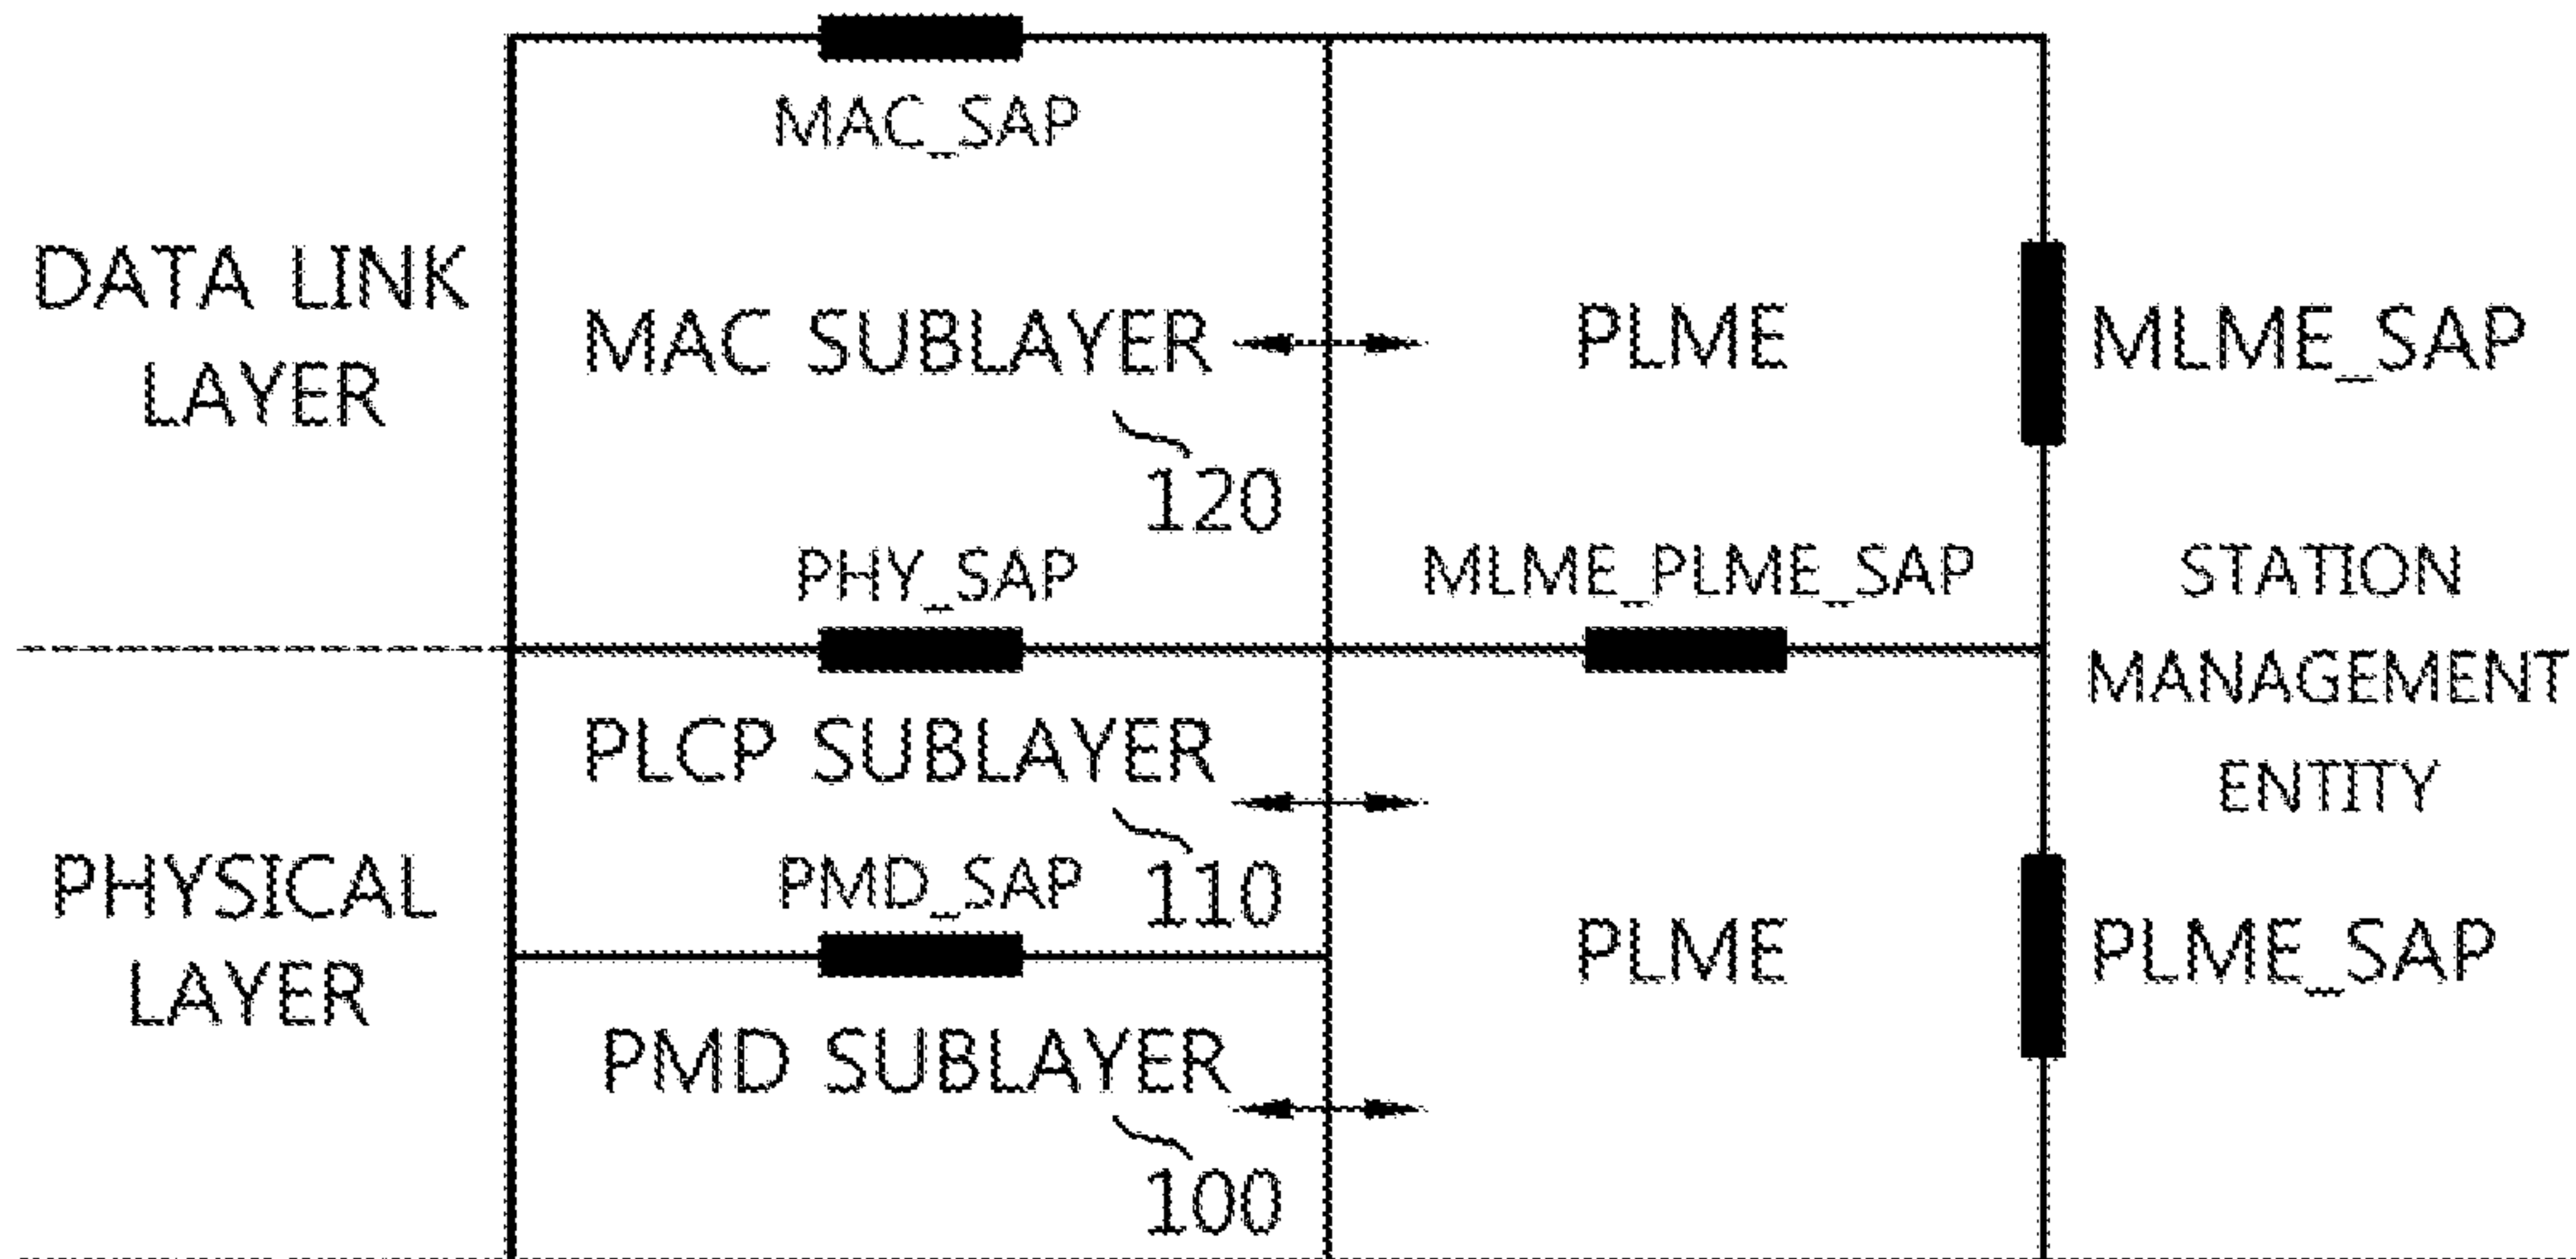 MAC_SAP
DATA LINK
LAYER
MAC SUBLAYER
120
PLME
MLME_SAP
PHY_SAP
MLME_PLME_SAP
STATION
MANAGEMENT
ENTITY
PLCP SUBLAYER
110
PMD_SAP
PHYSICAL
LAYER
PLME
PLME_SAP
PMD SUBLAYER
100